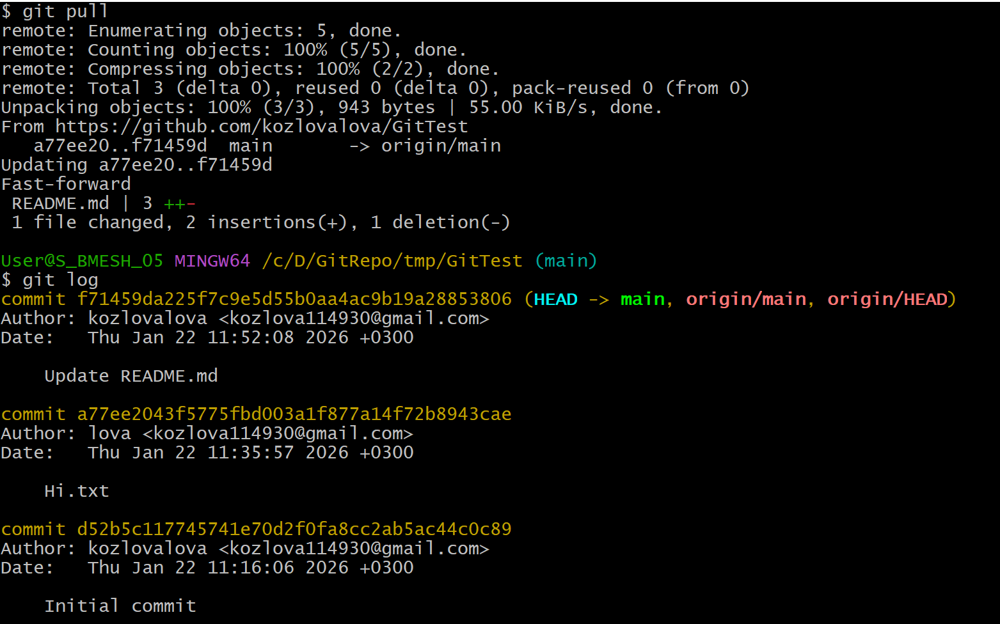 $ git pull
remote: Enumerating objects: 5, done.
remote: Counting objects: 100% (5/5), done.
remote: Compressing objects: 100% (2/2), done.
remote: Total 3 (delta 0), reused 0 (delta 0), pack-reused 0 (from 0)
Unpacking objects: 100% (3/3), 943 bytes | 55.00 KiB/s, done.
From https://github.com/kozlovalova/GitTest
   a77ee20..f71459d  main       -> origin/main
Updating a77ee20..f71459d
Fast-forward
 README.md | 3 ++-
 1 file changed, 2 insertions(+), 1 deletion(-)
User@S_BMESH_05 MINGW64 /c/D/GitRepo/tmp/GitTest (main)
$ git log
commit f71459da225f7c9e5d55b0aa4ac9b19a28853806 (HEAD -> main, origin/main, origin/HEAD)
Author: kozlovalova <kozlova114930@gmail.com>
Date:   Thu Jan 22 11:52:08 2026 +0300
    Update README.md
commit a77ee2043f5775fbd003a1f877a14f72b8943cae
Author: lova <kozlova114930@gmail.com>
Date:   Thu Jan 22 11:35:57 2026 +0300
    Hi.txt
commit d52b5c117745741e70d2f0fa8cc2ab5ac44c0c89
Author: kozlovalova <kozlova114930@gmail.com>
Date:   Thu Jan 22 11:16:06 2026 +0300
    Initial commit